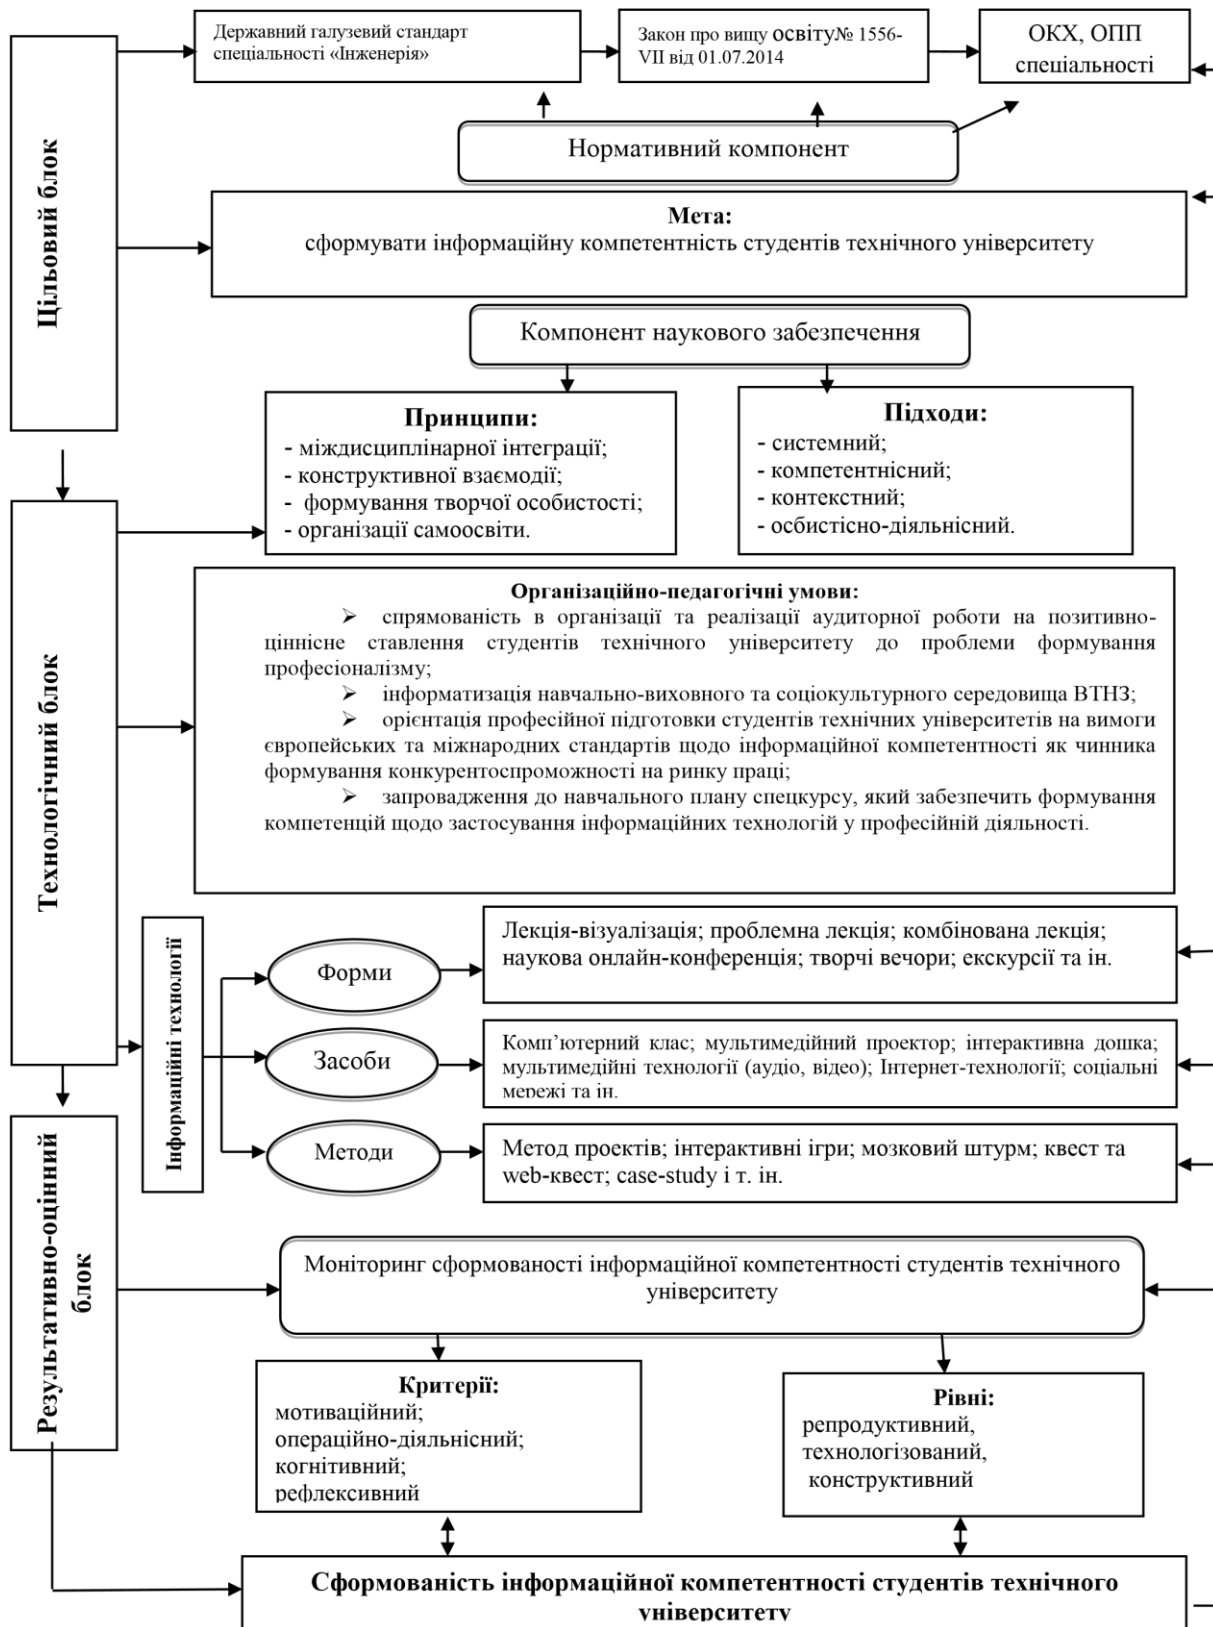 Державний галузевий стандарт
спеціальності «Інженерія»
Закон про вищу освіту№ 1556-
VII від 01.07.2014
ОКХ, ОПП
спеціальності
Цільовий блок
Нормативний компонент
Мета:
сформувати інформаційну компетентність студентів технічного університету
Компонент наукового забезпечення
Принципи:
- міждисциплінарної інтеграції;
- конструктивної взаємодії;
- формування творчої особистості;
- організації самоосвіти.
Підходи:
- системний;
- компетентнісний;
- контекстний;
- осбистісно-діяльнісний.
Технологічний блок
Організаційно-педагогічні умови:
➢ спрямованість в організації та реалізації аудиторної роботи на позитивно-
ціннісне ставлення студентів технічного університету до проблеми формування
професіоналізму;
➢ інформатизація навчально-виховного та соціокультурного середовища ВТНЗ;
➢ орієнтація професійної підготовки студентів технічних університетів на вимоги
європейських та міжнародних стандартів щодо інформаційної компетентності як чинника
формування конкурентоспроможності на ринку праці;
➢ запровадження до навчального плану спецкурсу, який забезпечить формування
компетенцій щодо застосування інформаційних технологій у професійній діяльності.
Інформаційні технології
Форми
Лекція-візуалізація; проблемна лекція; комбінована лекція;
наукова онлайн-конференція; творчі вечори; екскурсії та ін.
Засоби
Комп’ютерний клас; мультимедійний проектор; інтерактивна дошка;
мультимедійні технології (аудіо, відео); Інтернет-технології; соціальні
мережі та ін.
Методи
Метод проектів; інтерактивні ігри; мозковий штурм; квест та
web-квест; case-study і т. ін.
Результативно-оцінний
блок
Моніторинг сформованості інформаційної компетентності студентів технічного
університету
Критерії:
мотиваційний;
операційно-діяльнісний;
когнітивний;
рефлексивний
Рівні:
репродуктивний,
технологізований,
конструктивний
Сформованість інформаційної компетентності студентів технічного
університету